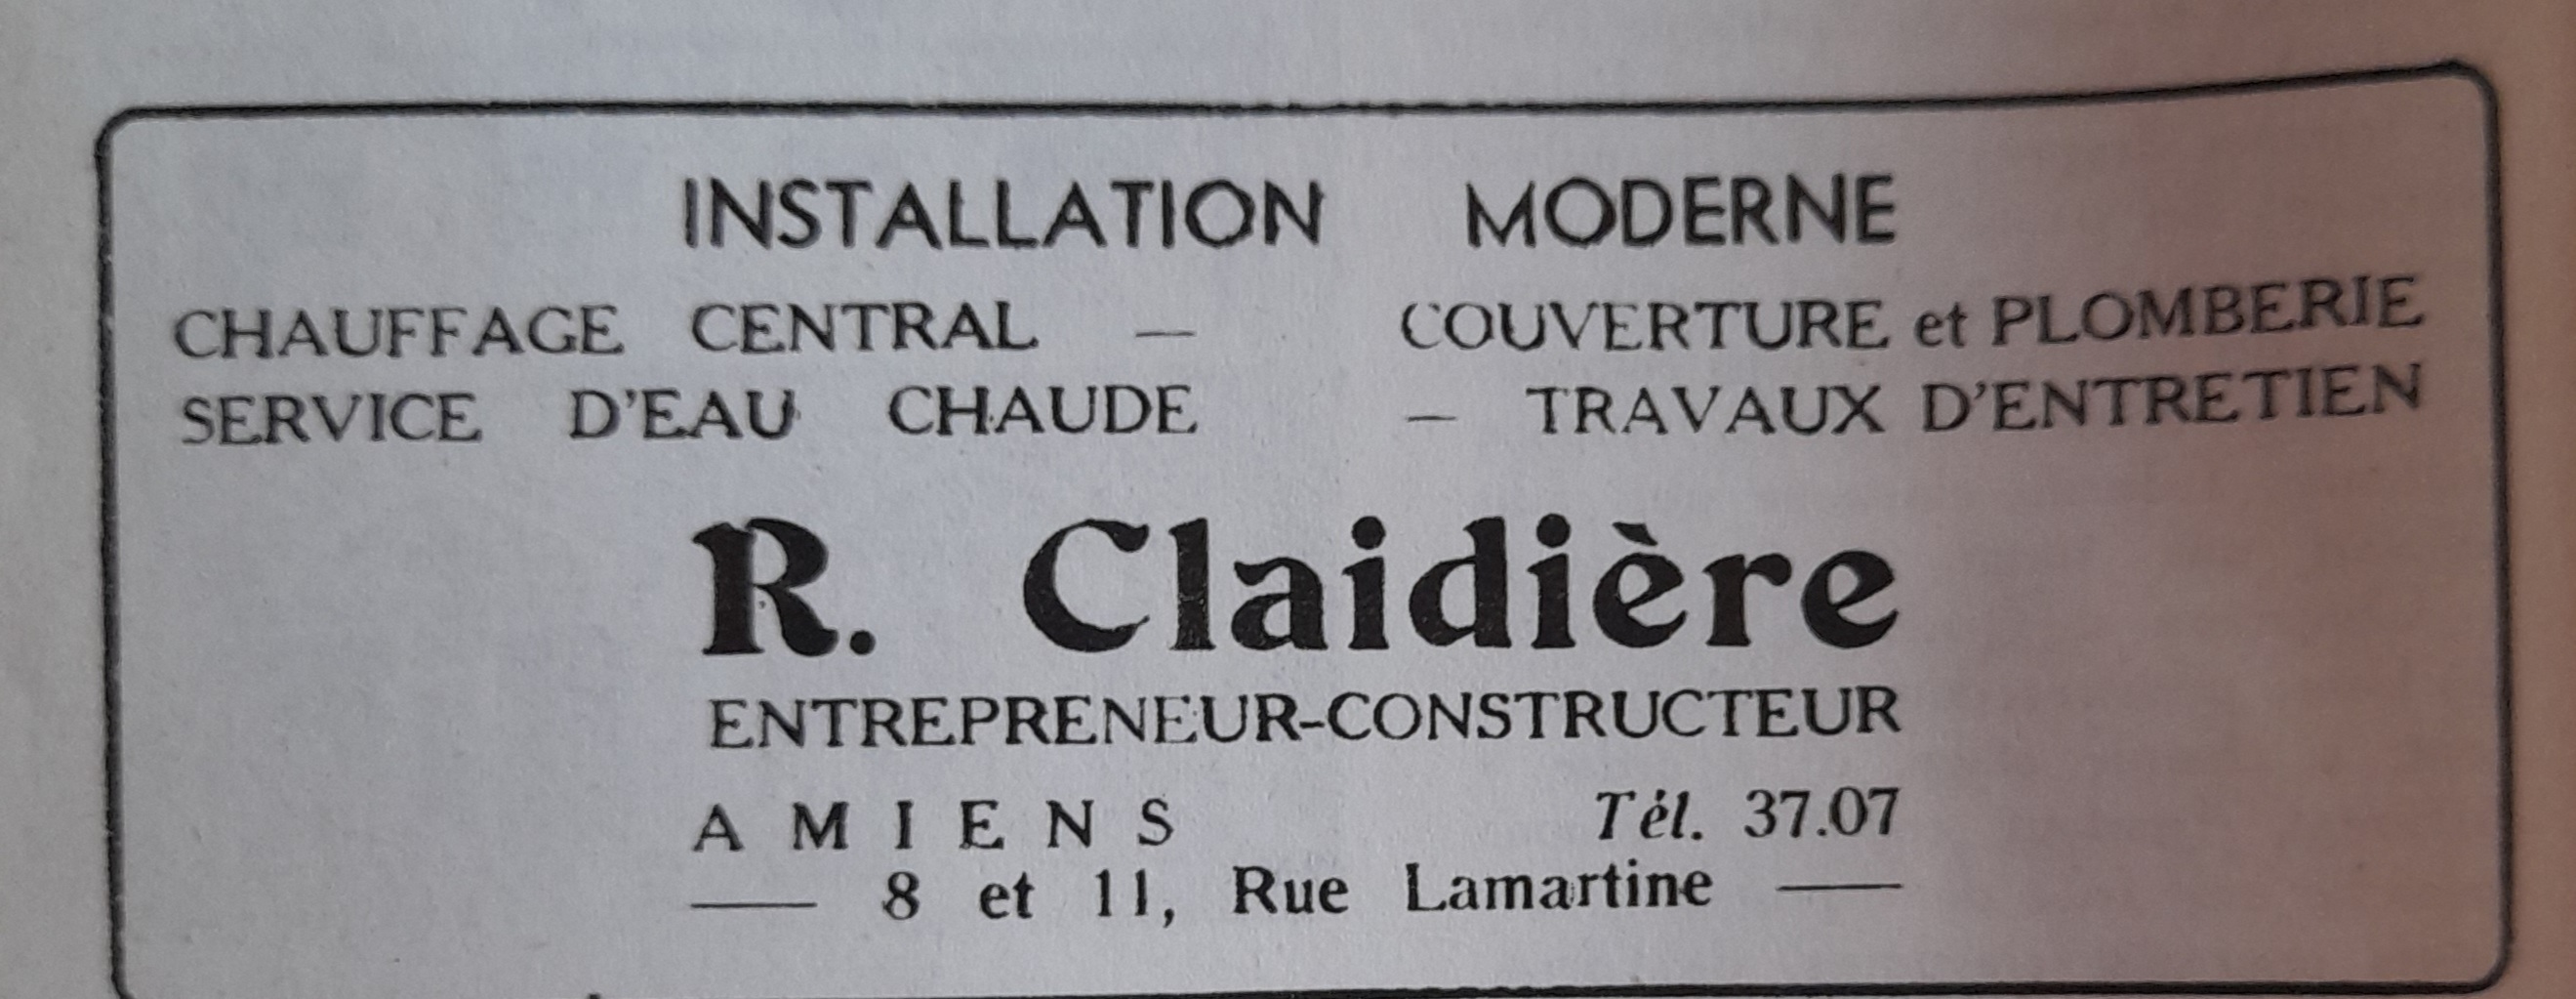 INSTALLATION MODERNE
CHAUFFAGE CENTRAL — COUVERTURE et PLOMBERIE
SERVICE D'EAU CHAUDE — TRAVAUX D'ENTRETIEN
R. Claidière
ENTREPRENEUR-CONSTRUCTEUR
AMIENS Tél. 37.07
— 8 et 11, Rue Lamartine —